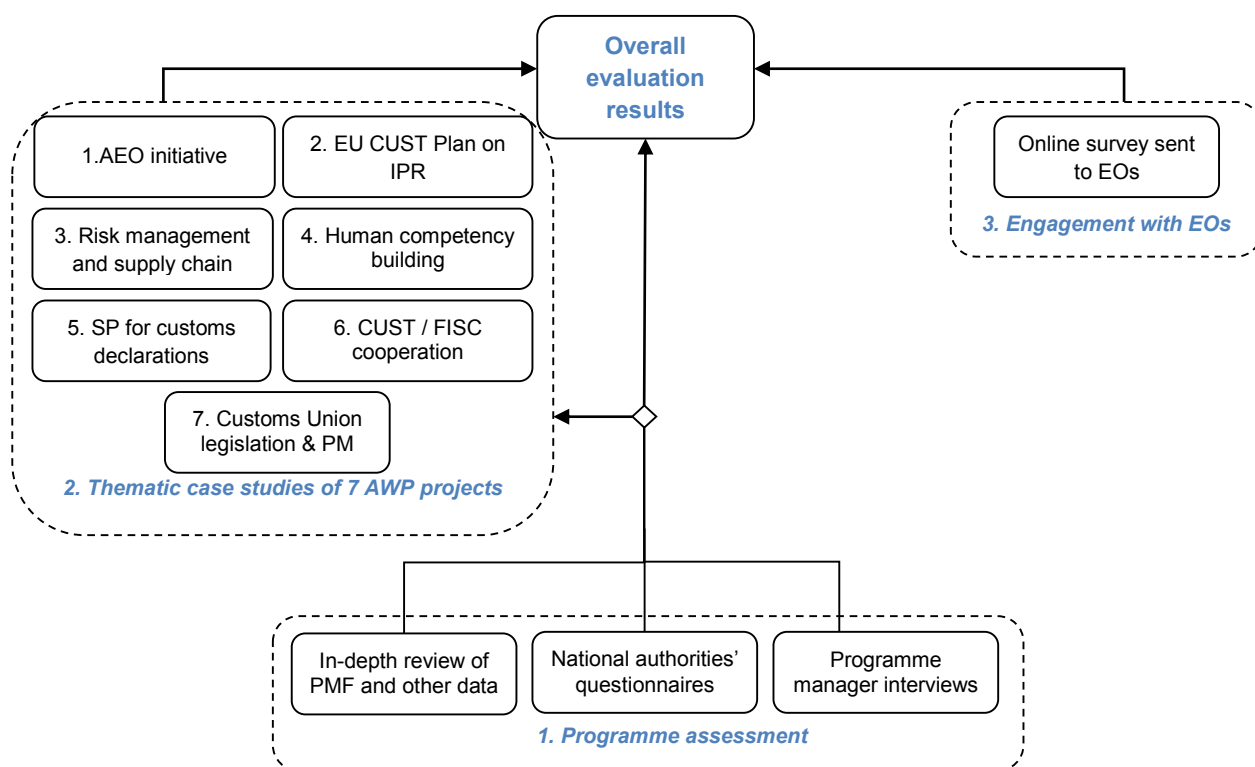 Overall
evaluation
results
1.AEO initiative
2. EU CUST Plan on
IPR
3. Risk management
and supply chain
4. Human competency
building
5. SP for customs
declarations
6. CUST / FISC
cooperation
7. Customs Union
legislation & PM
2. Thematic case studies of 7 AWP projects
Online survey sent
to EOs
3. Engagement with EOs
In-depth review of
PMF and other data
National authorities’
questionnaires
Programme
manager interviews
1. Programme assessment